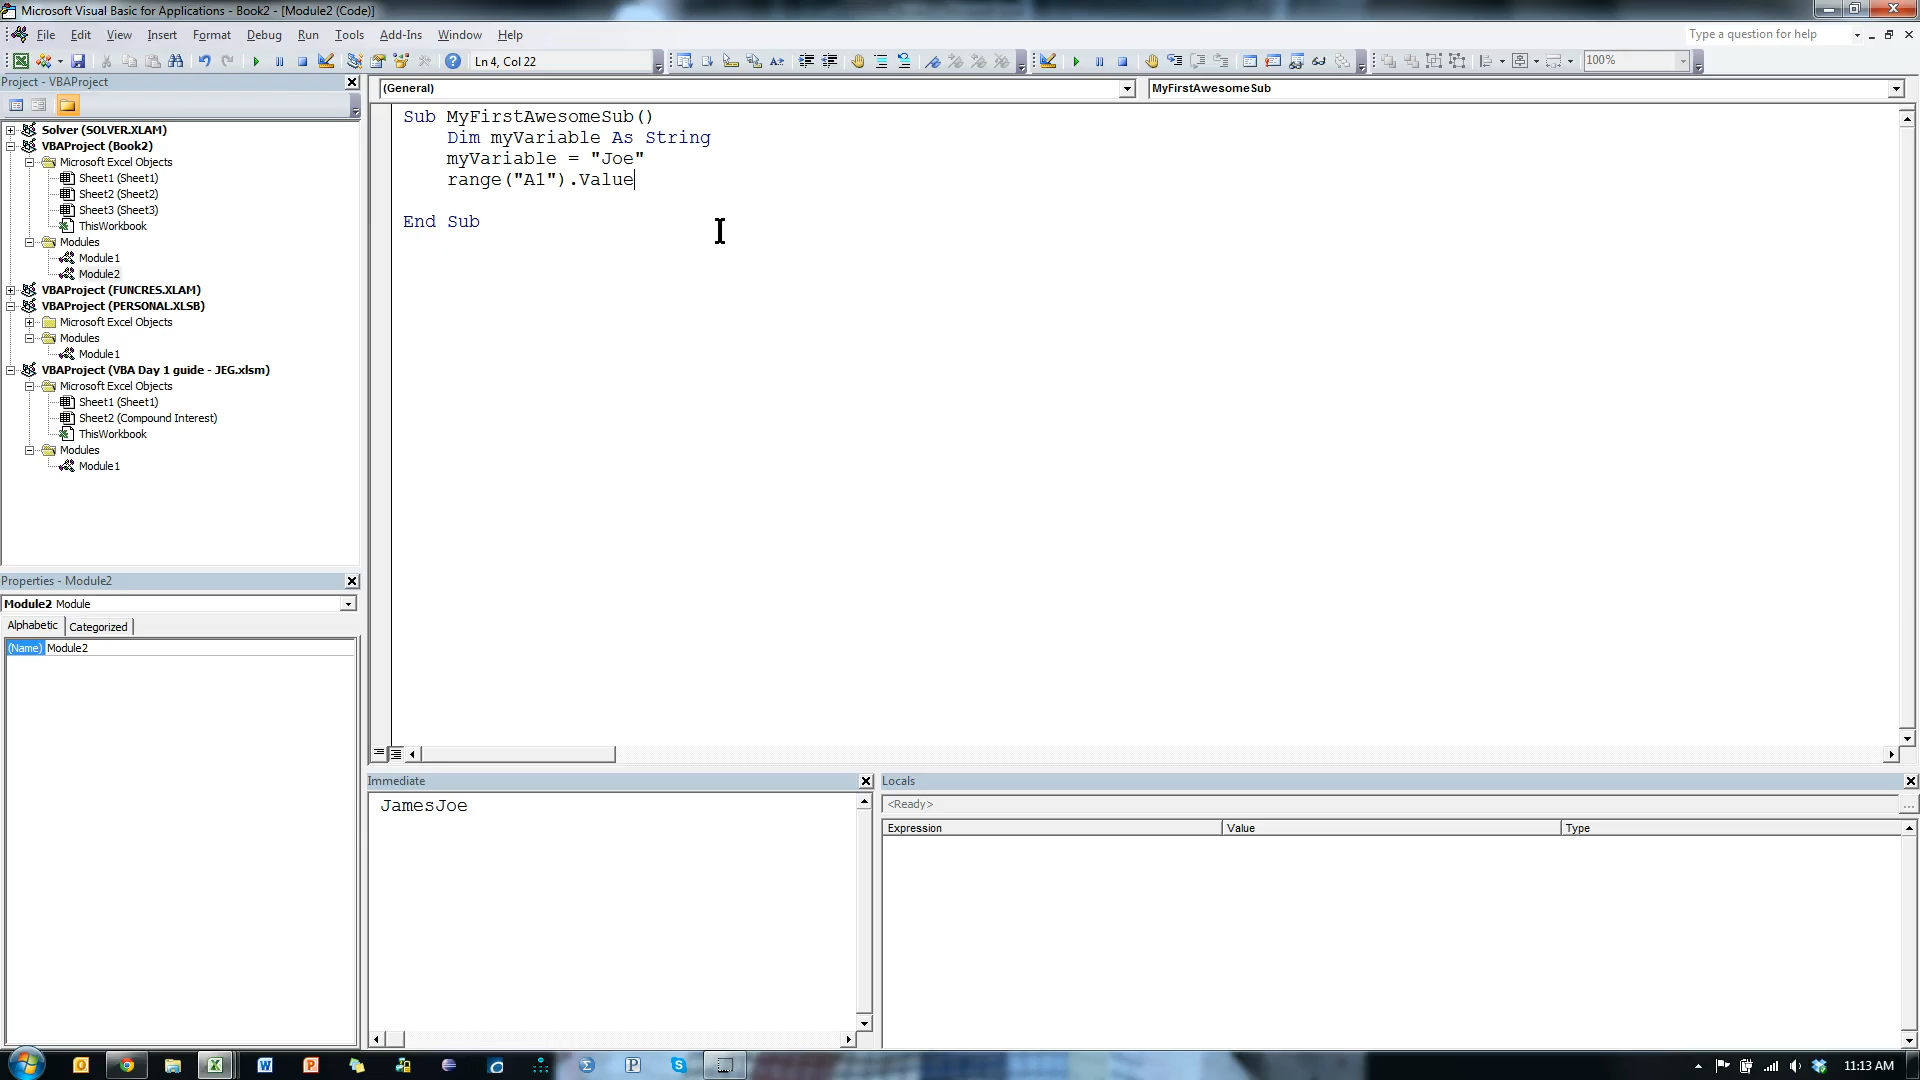 Microsoft Visual Basic for Applications - Book2 - [Module2 (Code)]
File Edit View Insert Format Debug Run Tools Add-Ins Window Help
Type a question for help
Ln 4, Col 22
100%
Project - VBAProject
(General)
MyFirstAwesomeSub
Solver (SOLVER.XLAM)
VBAProject (Book2)
Microsoft Excel Objects
Sheet1 (Sheet1)
Sheet2 (Sheet2)
Sheet3 (Sheet3)
ThisWorkbook
Modules
Module1
Module2
VBAProject (FUNCRES.XLAM)
VBAProject (PERSONAL.XLSB)
Microsoft Excel Objects
Modules
Module1
VBAProject (VBA Day 1 guide - JEG.xlsm)
Microsoft Excel Objects
Sheet1 (Sheet1)
Sheet2 (Compound Interest)
ThisWorkbook
Modules
Module1
Sub MyFirstAwesomeSub()
Dim myVariable As String
myVariable = "Joe"
range("A1").Value
End Sub
Properties - Module2
Module2 Module
Alphabetic Categorized
(Name) Module2
Immediate
JamesJoe
Locals
<Ready>
Expression Value Type
11:13 AM